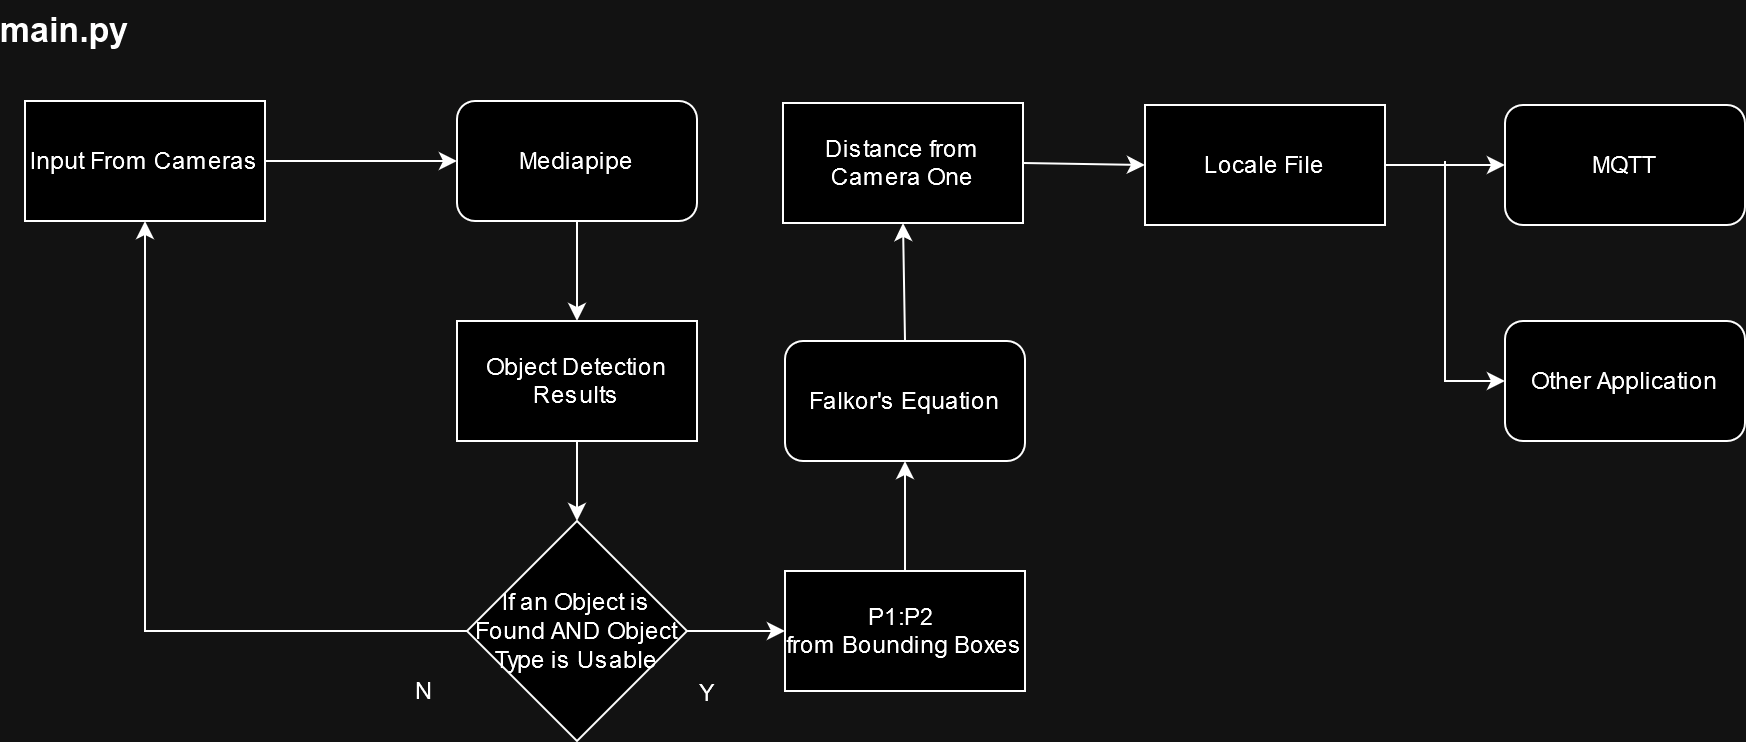 main.py
Input From Cameras
Mediapipe
Distance from
Camera One
Locale File
MQTT
Object Detection
Results
Falkor's Equation
Other Application
If an Object is
Found AND Object
Type is Usable
P1:P2
from Bounding Boxes
N
Y